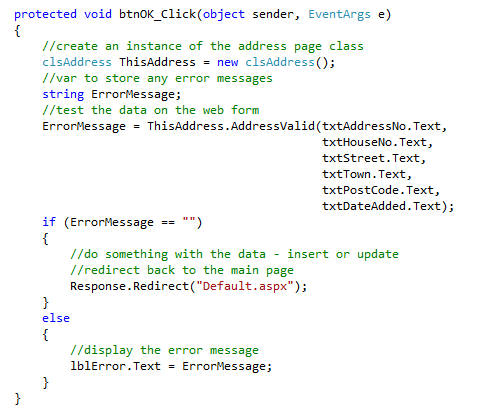 protected void btnOK_Click(object sender, EventArgs e)
{
    //create an instance of the address page class
    clsAddress ThisAddress = new clsAddress();
    //var to store any error messages
    string ErrorMessage;
    //test the data on the web form
    ErrorMessage = ThisAddress.AddressValid(txtAddressNo.Text,
                                            txtHouseNo.Text,
                                            txtStreet.Text,
                                            txtTown.Text,
                                            txtPostCode.Text,
                                            txtDateAdded.Text);
    if (ErrorMessage == "")
    {
        //do something with the data - insert or update
        //redirect back to the main page
        Response.Redirect("Default.aspx");
    }
    else
    {
        //display the error message
        lblError.Text = ErrorMessage;
    }
}